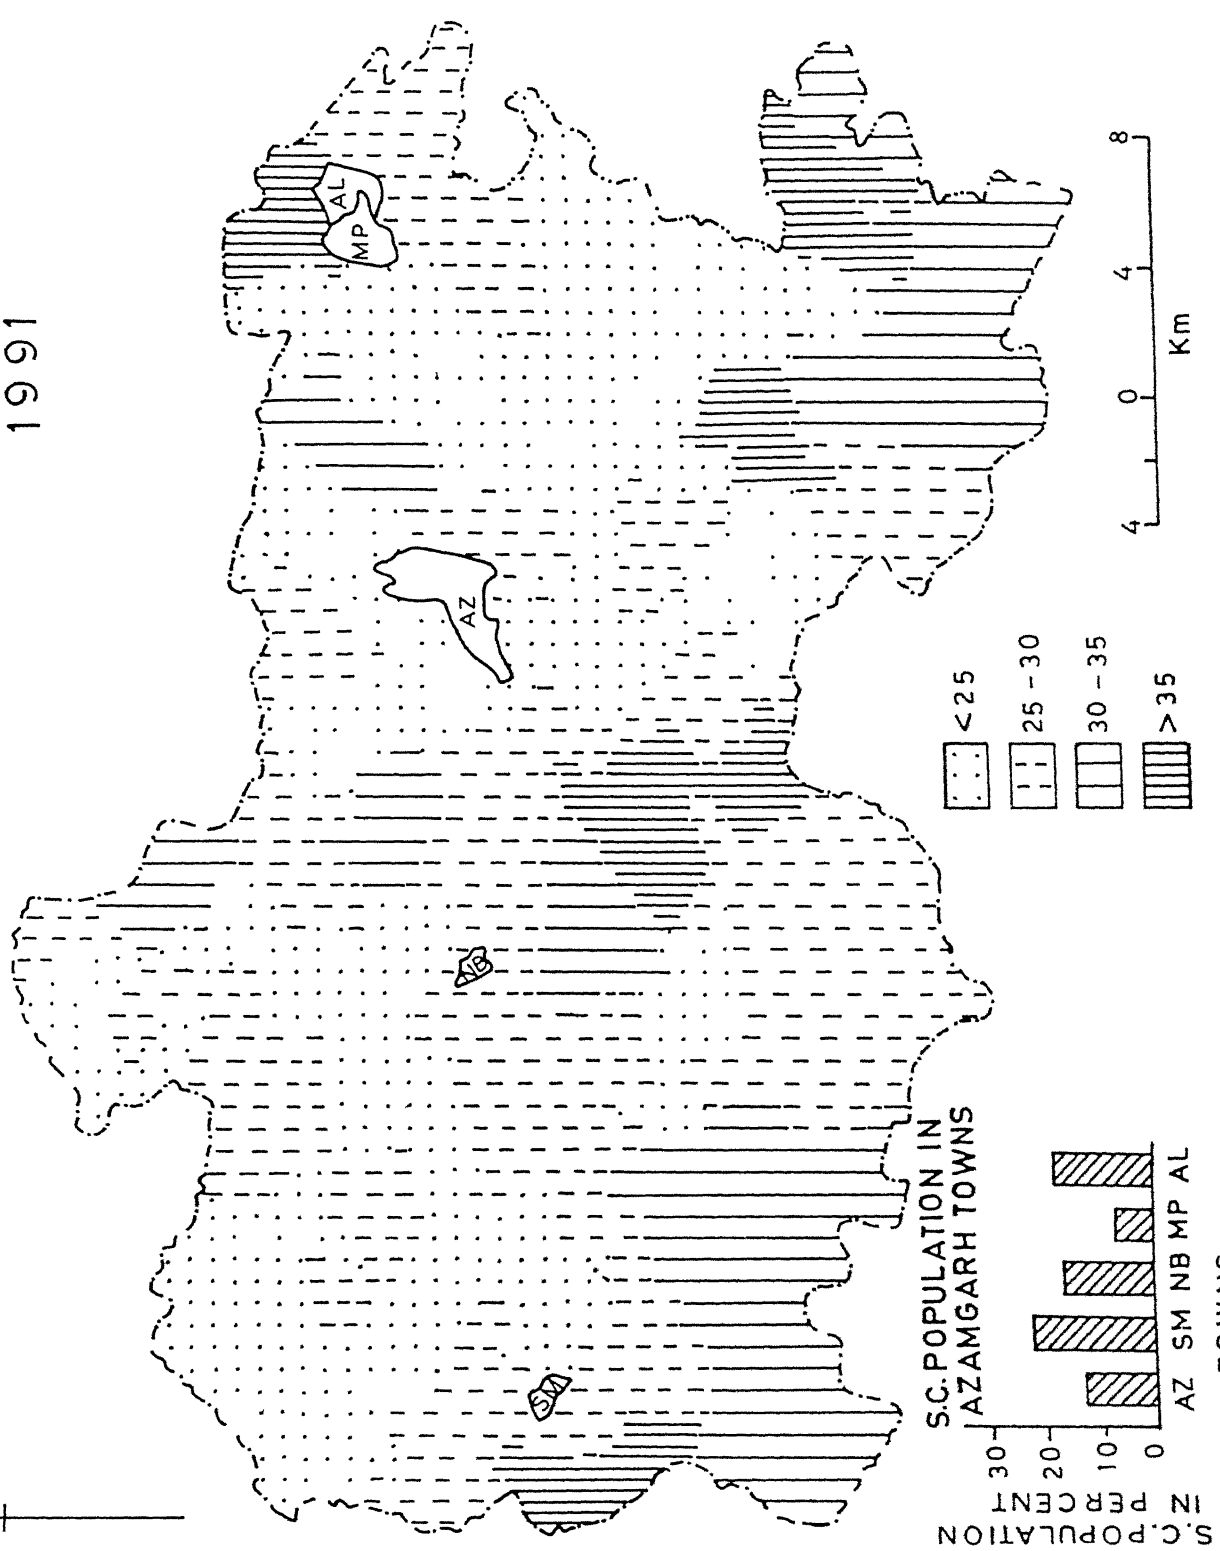 1991
AL
MP
AZ
NB
SM
<25
25-30
30-35
>35
4 0 4 8
Km
S.C. POPULATION IN
AZAMGARH TOWNS
S.C. POPULATION
IN PERCENT
30
20
10
0
AZ SM NB MP AL